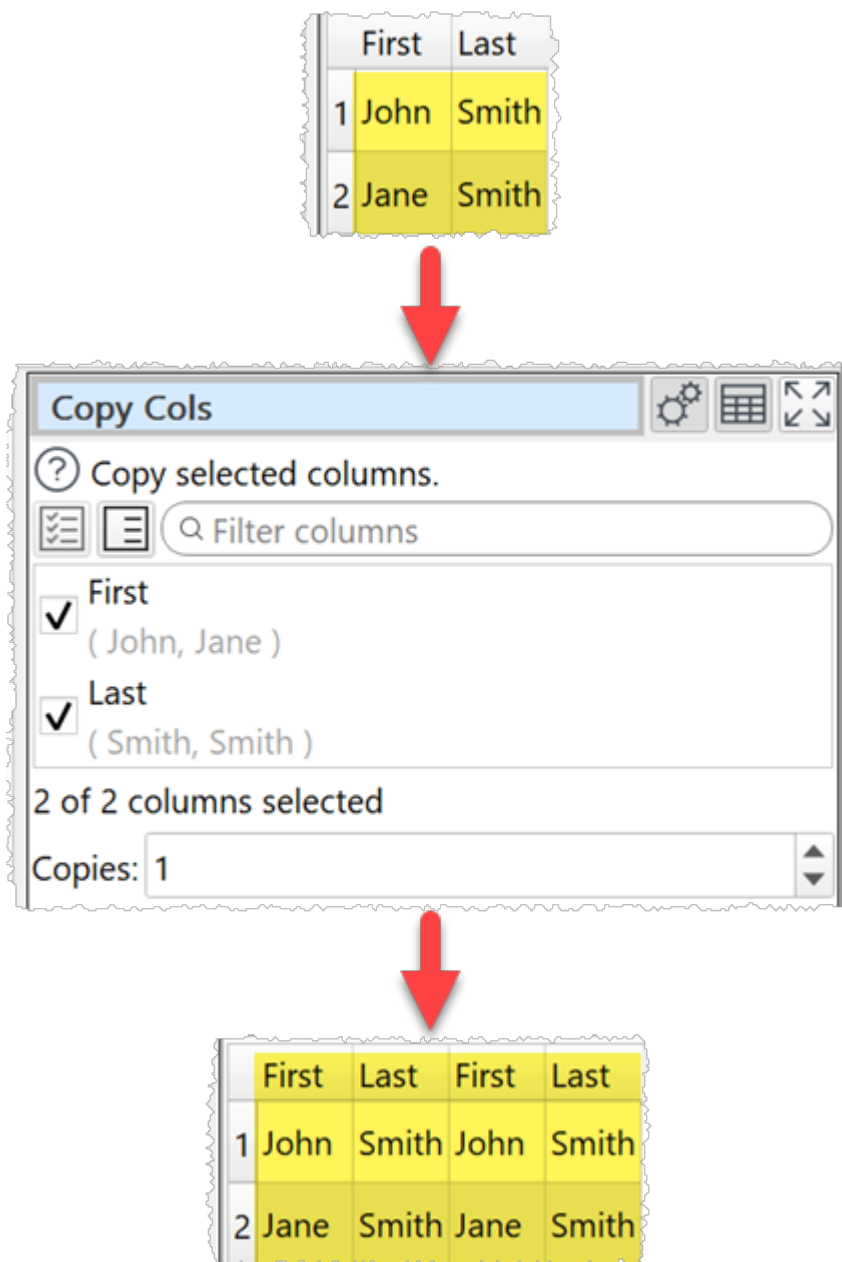 First Last
1 John Smith
2 Jane Smith
Copy Cols
? Copy selected columns.
Filter columns
First
( John, Jane )
Last
( Smith, Smith )
2 of 2 columns selected
Copies: 1
First Last First Last
1 John Smith John Smith
2 Jane Smith Jane Smith